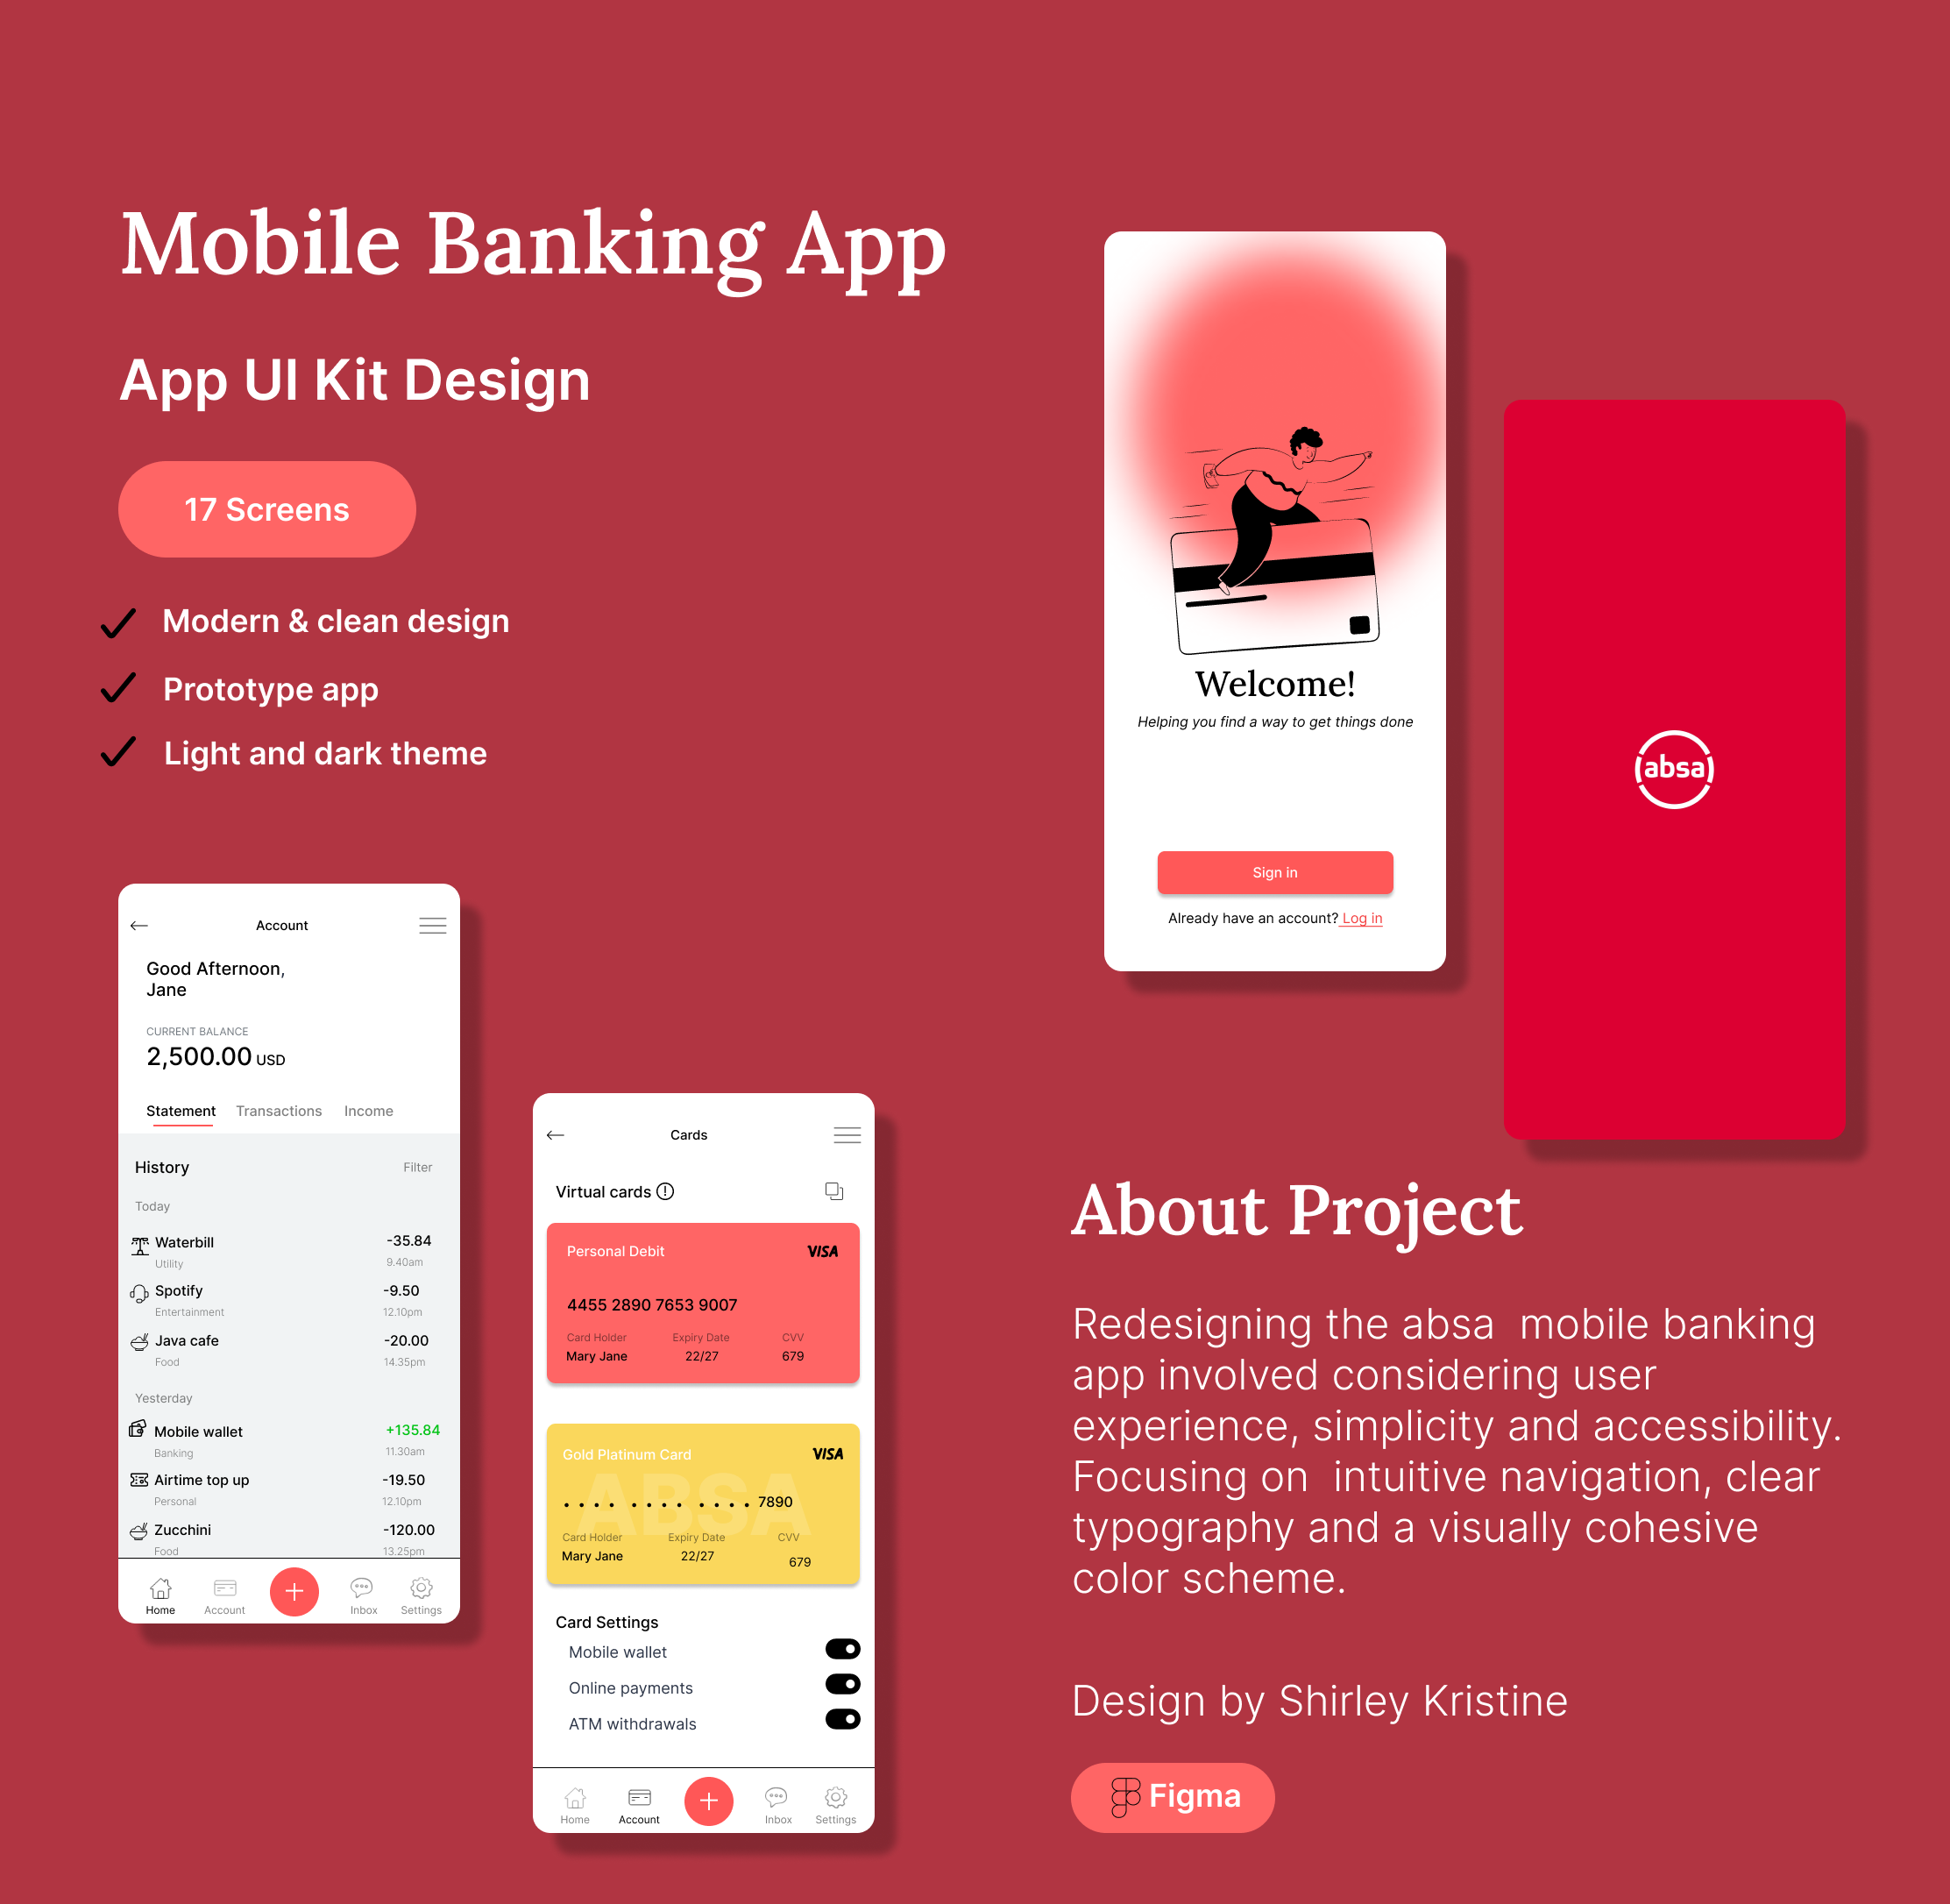 Mobile Banking App
App UI Kit Design
17 Screens
Modern & clean design
Prototype app
Light and dark theme
Welcome!
Helping you find a way to get things done
Sign in
Already have an account? Log in
absa
Account
Good Afternoon,
Jane
CURRENT BALANCE
2,500.00 USD
Statement Transactions Income
History Filter
Today
Waterbill -35.84
Utility 9.40am
Spotify -9.50
Entertainment 12.10pm
Java cafe -20.00
Food 14.35pm
Yesterday
Mobile wallet +135.84
Banking 11.30am
Airtime top up -19.50
Personal 12.10pm
Zucchini -120.00
Food 13.25pm
Home Account Inbox Settings
Cards
Virtual cards
Personal Debit VISA
4455 2890 7653 9007
Card Holder Expiry Date CVV
Mary Jane 22/27 679
Gold Platinum Card VISA
ABSA
•••• •••• •••• 7890
Card Holder Expiry Date CVV
Mary Jane 22/27 679
Card Settings
Mobile wallet
Online payments
ATM withdrawals
Home Account Inbox Settings
About Project
Redesigning the absa  mobile banking
app involved considering user
experience, simplicity and accessibility.
Focusing on  intuitive navigation, clear
typography and a visually cohesive
color scheme.
Design by Shirley Kristine
Figma